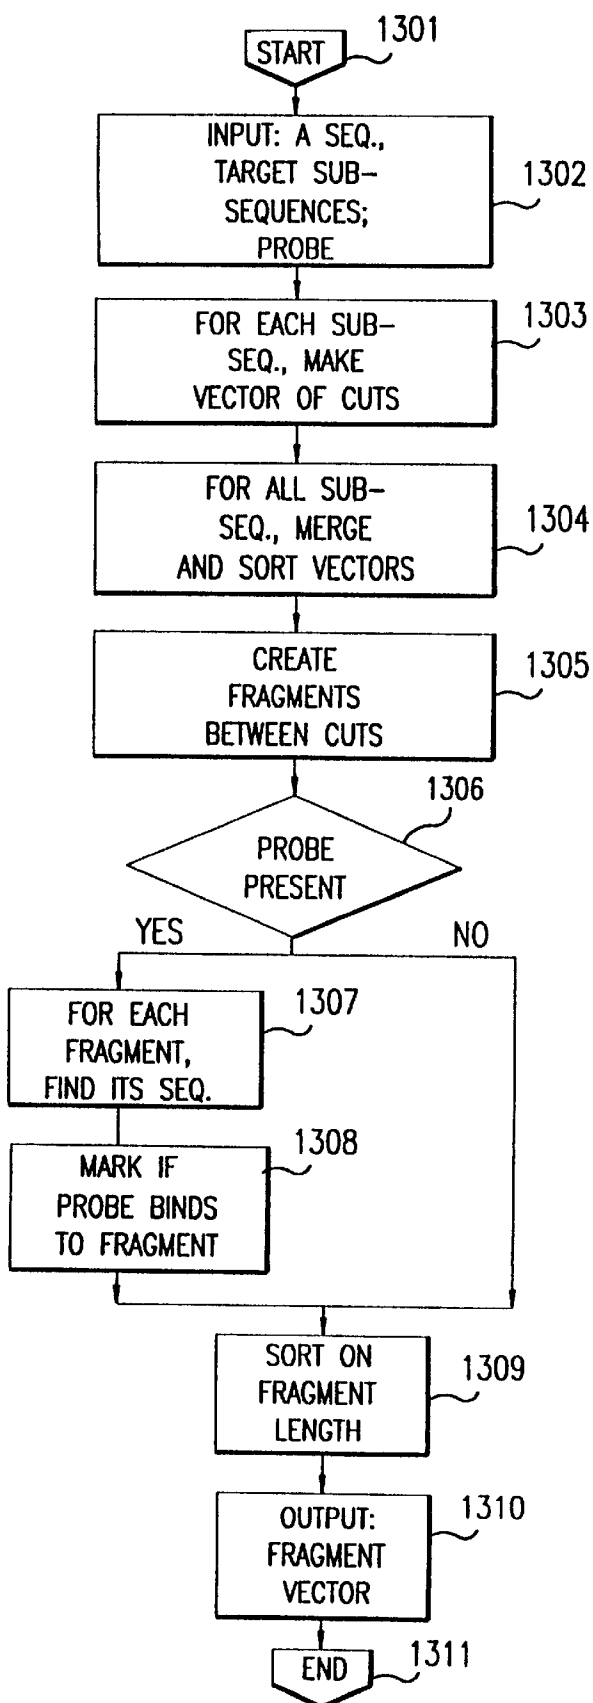 1301
START
INPUT: A SEQ.,
TARGET SUB-
SEQUENCES;
PROBE
1302
FOR EACH SUB-
SEQ., MAKE
VECTOR OF CUTS
1303
FOR ALL SUB-
SEQ., MERGE
AND SORT VECTORS
1304
CREATE
FRAGMENTS
BETWEEN CUTS
1305
1306
PROBE
PRESENT
YES
NO
FOR EACH
FRAGMENT,
FIND ITS SEQ.
1307
MARK IF
PROBE BINDS
TO FRAGMENT
1308
SORT ON
FRAGMENT
LENGTH
1309
OUTPUT:
FRAGMENT
VECTOR
1310
END
1311